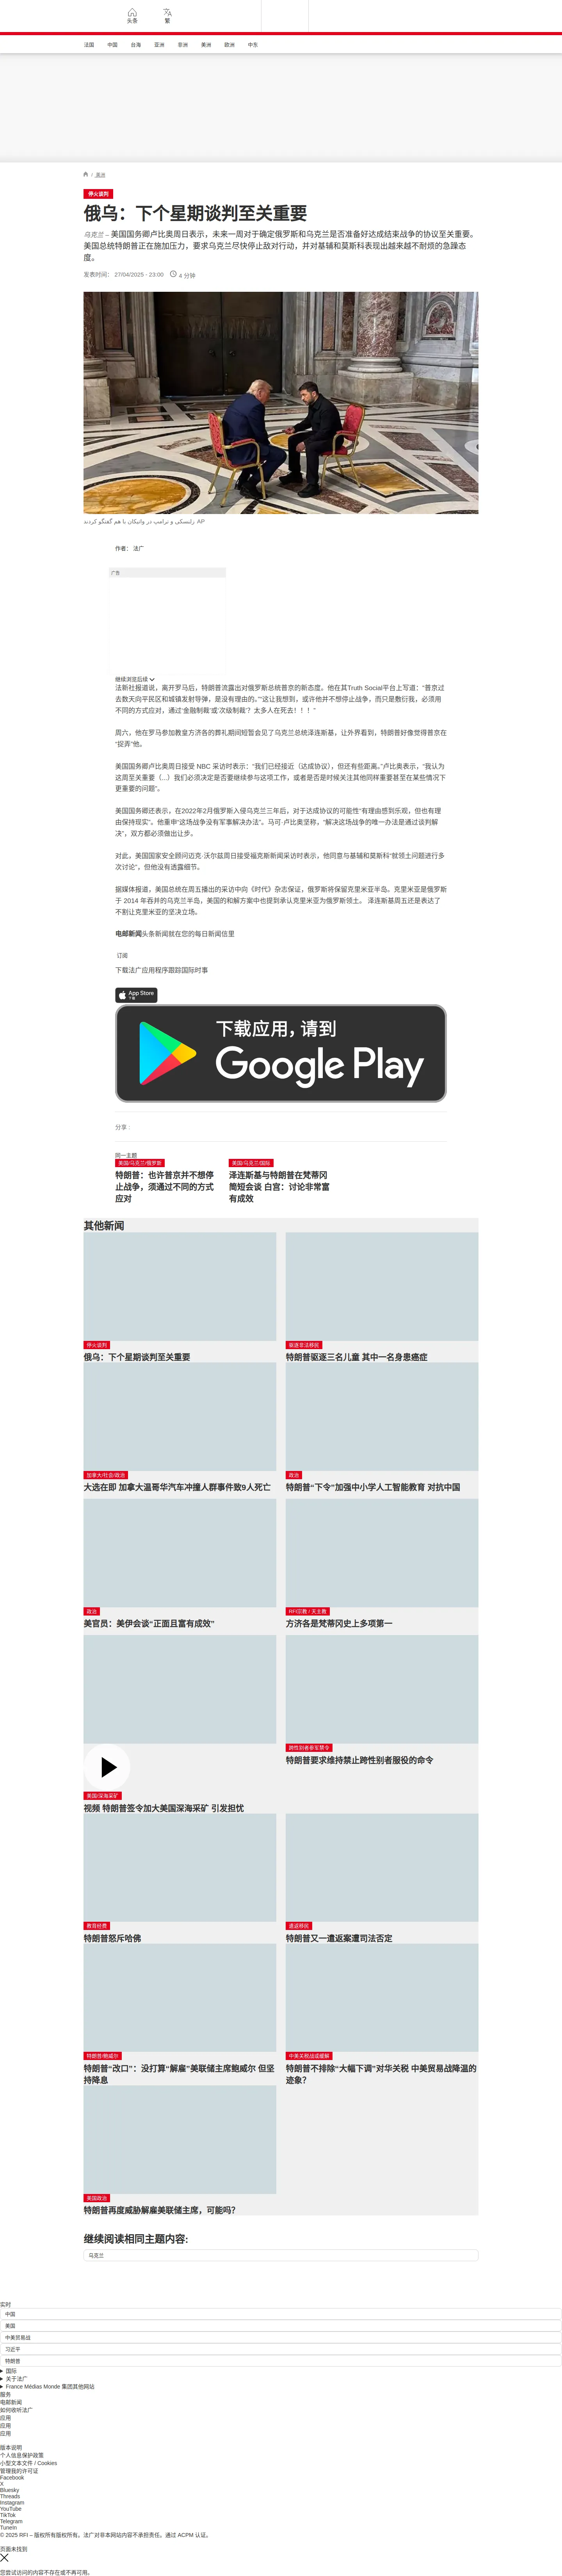 头条
繁
法国
中国
台海
亚洲
非洲
美洲
欧洲
中东
/ 美洲
停火谈判
俄乌：下个星期谈判至关重要
乌克兰 – 美国国务卿卢比奥周日表示，未来一周对于确定俄罗斯和乌克兰是否准备好达成结束战争的协议至关重要。
美国总统特朗普正在施加压力，要求乌克兰尽快停止敌对行动，并对基辅和莫斯科表现出越来越不耐烦的急躁态
度。
发表时间： 27/04/2025 - 23:00
4 分钟
زلنسکی و ترامپ در واتیکان با هم گفتگو کردند AP
作者： 法广
广告
继续浏览后续
法新社报道说，离开罗马后，特朗普流露出对俄罗斯总统普京的新态度。他在其Truth Social平台上写道："普京过
去数天向平民区和城镇发射导弹，是没有理由的。""这让我想到，或许他并不想停止战争，而只是敷衍我，必须用
不同的方式应对，通过'金融制裁'或'次级制裁'？太多人在死去！！！"
周六，他在罗马参加教皇方济各的葬礼期间短暂会见了乌克兰总统泽连斯基，让外界看到，特朗普好像觉得普京在
"捉弄"他。
美国国务卿卢比奥周日接受 NBC 采访时表示："我们已经接近（达成协议），但还有些距离。"卢比奥表示，"我认为
这周至关重要（...）我们必须决定是否要继续参与这项工作，或者是否是时候关注其他同样重要甚至在某些情况下
更重要的问题"。
美国国务卿还表示，在2022年2月俄罗斯入侵乌克兰三年后，对于达成协议的可能性"有理由感到乐观，但也有理
由保持现实"。他重申"这场战争没有军事解决办法"。马可·卢比奥坚称，"解决这场战争的唯一办法是通过谈判解
决"，双方都必须做出让步。
对此，美国国家安全顾问迈克·沃尔兹周日接受福克斯新闻采访时表示，他同意与基辅和莫斯科"就领土问题进行多
次讨论"，但他没有透露细节。
据媒体报道，美国总统在周五播出的采访中向《时代》杂志保证，俄罗斯将保留克里米亚半岛。克里米亚是俄罗斯
于 2014 年吞并的乌克兰半岛，美国的和解方案中也提到承认克里米亚为俄罗斯领土。 泽连斯基周五还是表达了
不割让克里米亚的坚决立场。
电邮新闻头条新闻就在您的每日新闻信里
订阅
下载法广应用程序跟踪国际时事
App Store
下载
下载应用，请到
Google Play
分享 :
同一主题
美国/乌克兰/俄罗斯
特朗普：也许普京并不想停
止战争，须通过不同的方式
应对
美国/乌克兰/国际
泽连斯基与特朗普在梵蒂冈
简短会谈 白宫：讨论非常富
有成效
其他新闻
停火谈判
俄乌：下个星期谈判至关重要
驱逐非法移民
特朗普驱逐三名儿童 其中一名身患癌症
加拿大/社会/政治
大选在即 加拿大温哥华汽车冲撞人群事件致9人死亡
政治
特朗普"下令"加强中小学人工智能教育 对抗中国
政治
美官员：美伊会谈"正面且富有成效"
RFI宗教 / 天主教
方济各是梵蒂冈史上多项第一
美国/深海采矿
视频 特朗普签令加大美国深海采矿 引发担忧
跨性别者参军禁令
特朗普要求维持禁止跨性别者服役的命令
教育经费
特朗普怒斥哈佛
遣返移民
特朗普又一遣返案遭司法否定
特朗普/鲍威尔
特朗普"改口"：没打算"解雇"美联储主席鲍威尔 但坚
持降息
中美关税战或缓解
特朗普不排除"大幅下调"对华关税 中美贸易战降温的
迹象？
美国政治
特朗普再度威胁解雇美联储主席，可能吗？
继续阅读相同主题内容:
乌克兰
实时
中国
美国
中美贸易战
习近平
特朗普
国际
关于法广
France Médias Monde 集团其他网站
服务
电邮新闻
如何收听法广
应用
应用
应用
版本说明
个人信息保护政策
小型文本文件 / Cookies
管理我的许可证
Facebook
X
Bluesky
Threads
Instagram
YouTube
TikTok
Telegram
TuneIn
© 2025 RFI – 版权所有版权所有。法广对非本网站内容不承担责任。通过 ACPM 认证。
页面未找到
您尝试访问的内容不存在或不再可用。